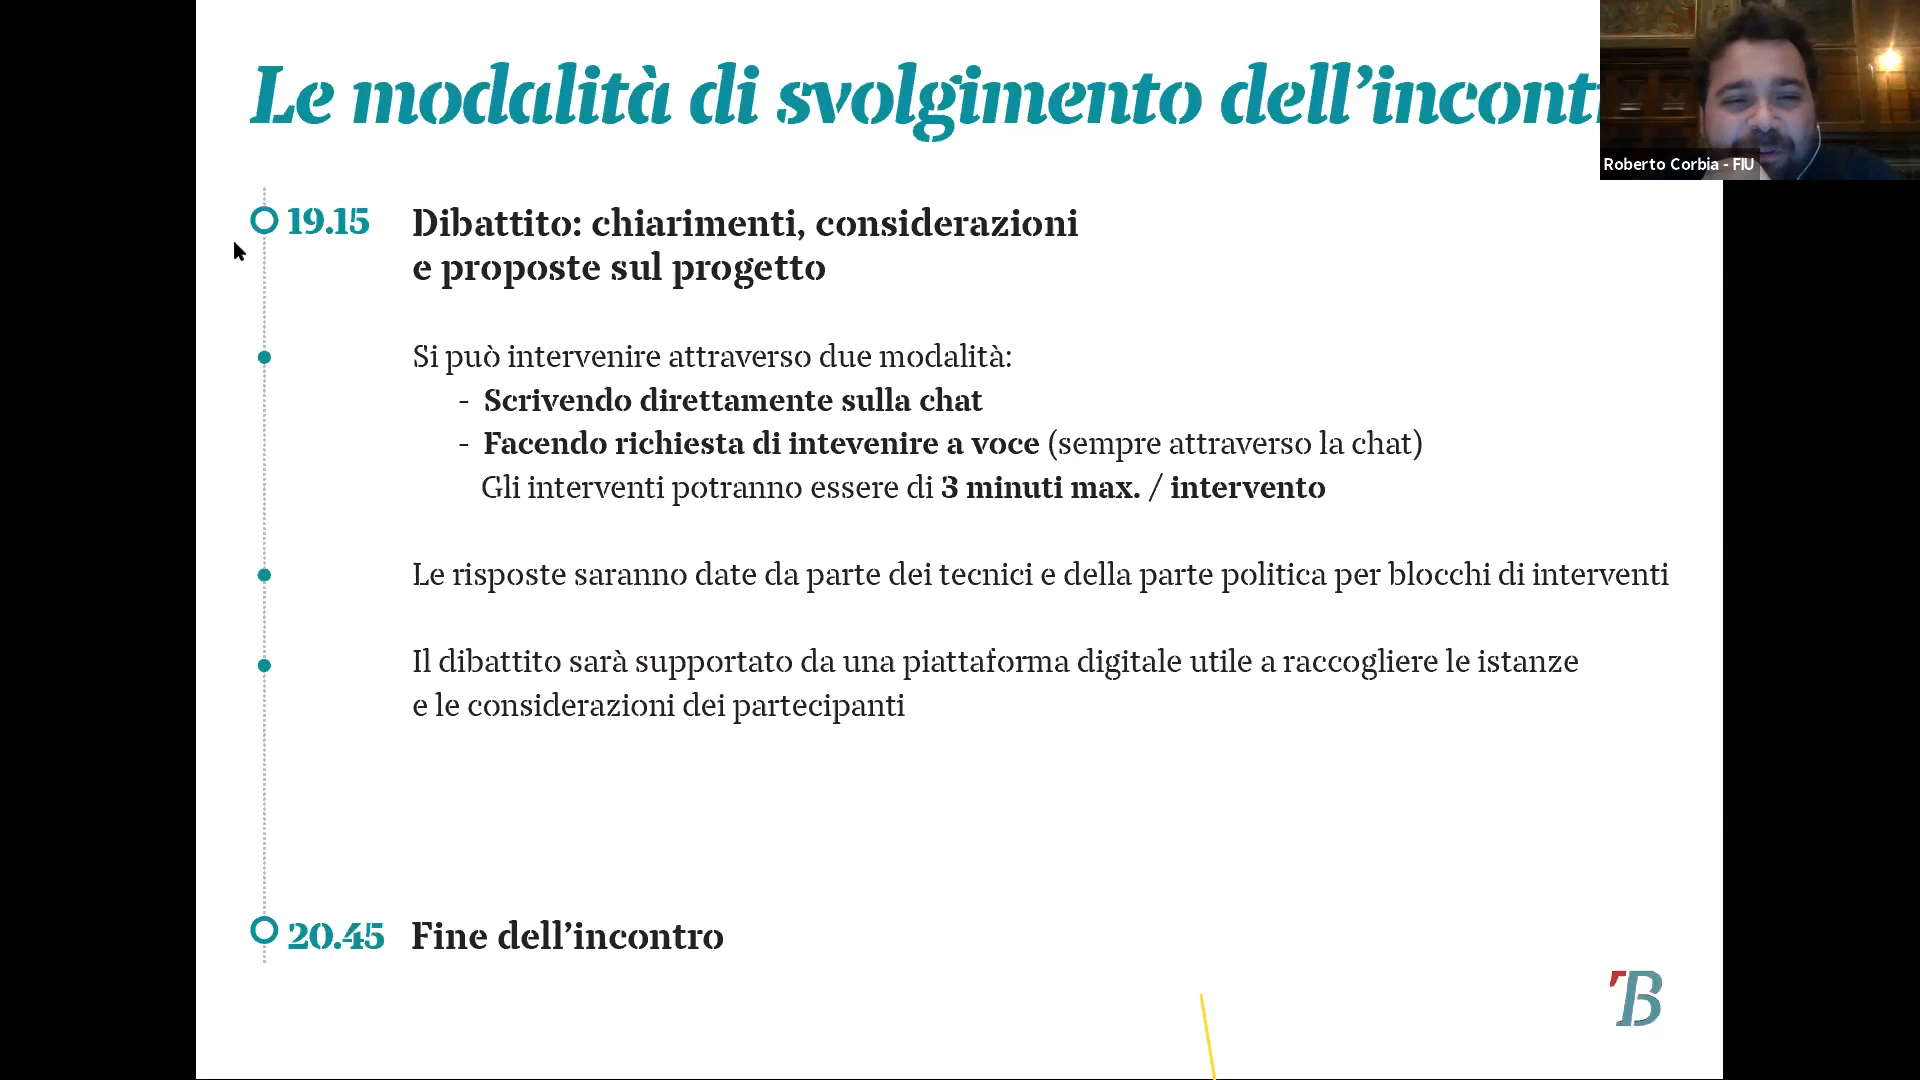 Le modalità di svolgimento dell'incont
Roberto Corbia - FIU
19.15 Dibattito: chiarimenti, considerazioni
e proposte sul progetto
Si può intervenire attraverso due modalità:
- Scrivendo direttamente sulla chat
- Facendo richiesta di intevenire a voce (sempre attraverso la chat)
Gli interventi potranno essere di 3 minuti max. / intervento
Le risposte saranno date da parte dei tecnici e della parte politica per blocchi di interventi
Il dibattito sarà supportato da una piattaforma digitale utile a raccogliere le istanze
e le considerazioni dei partecipanti
20.45 Fine dell'incontro
B